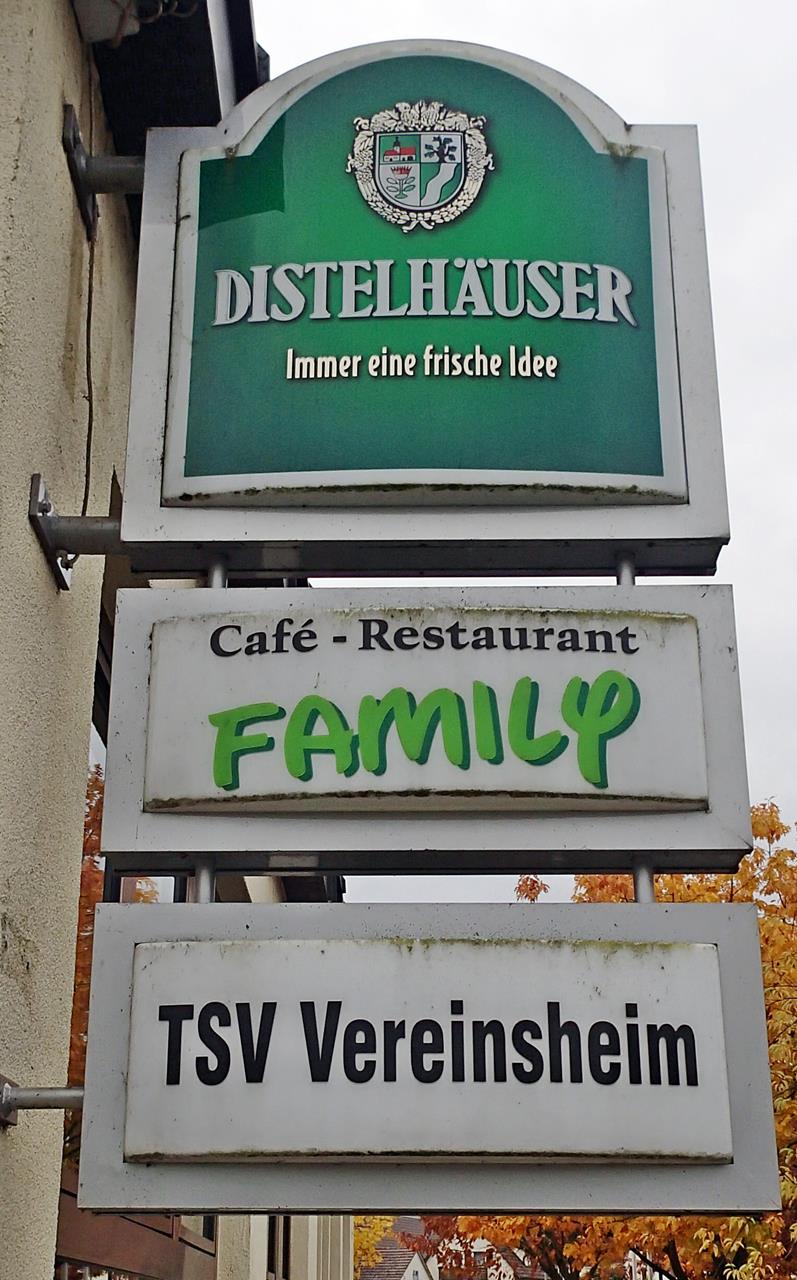 DISTELHÄUSER
Immer eine frische Idee
Café - Restaurant
FAMILY
TSV Vereinsheim